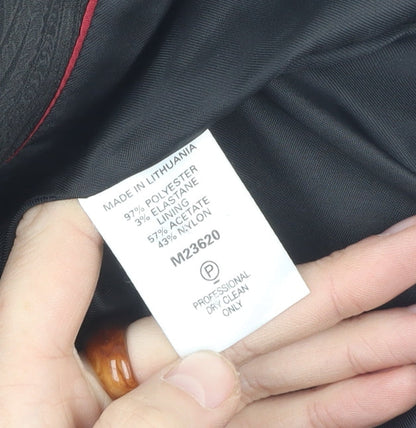 MADE IN LITHUANIA
97% POLYESTER
3% ELASTANE
LINING
57% ACETATE
43% NYLON
M23620
P
PROFESSIONAL
DRY CLEAN
ONLY